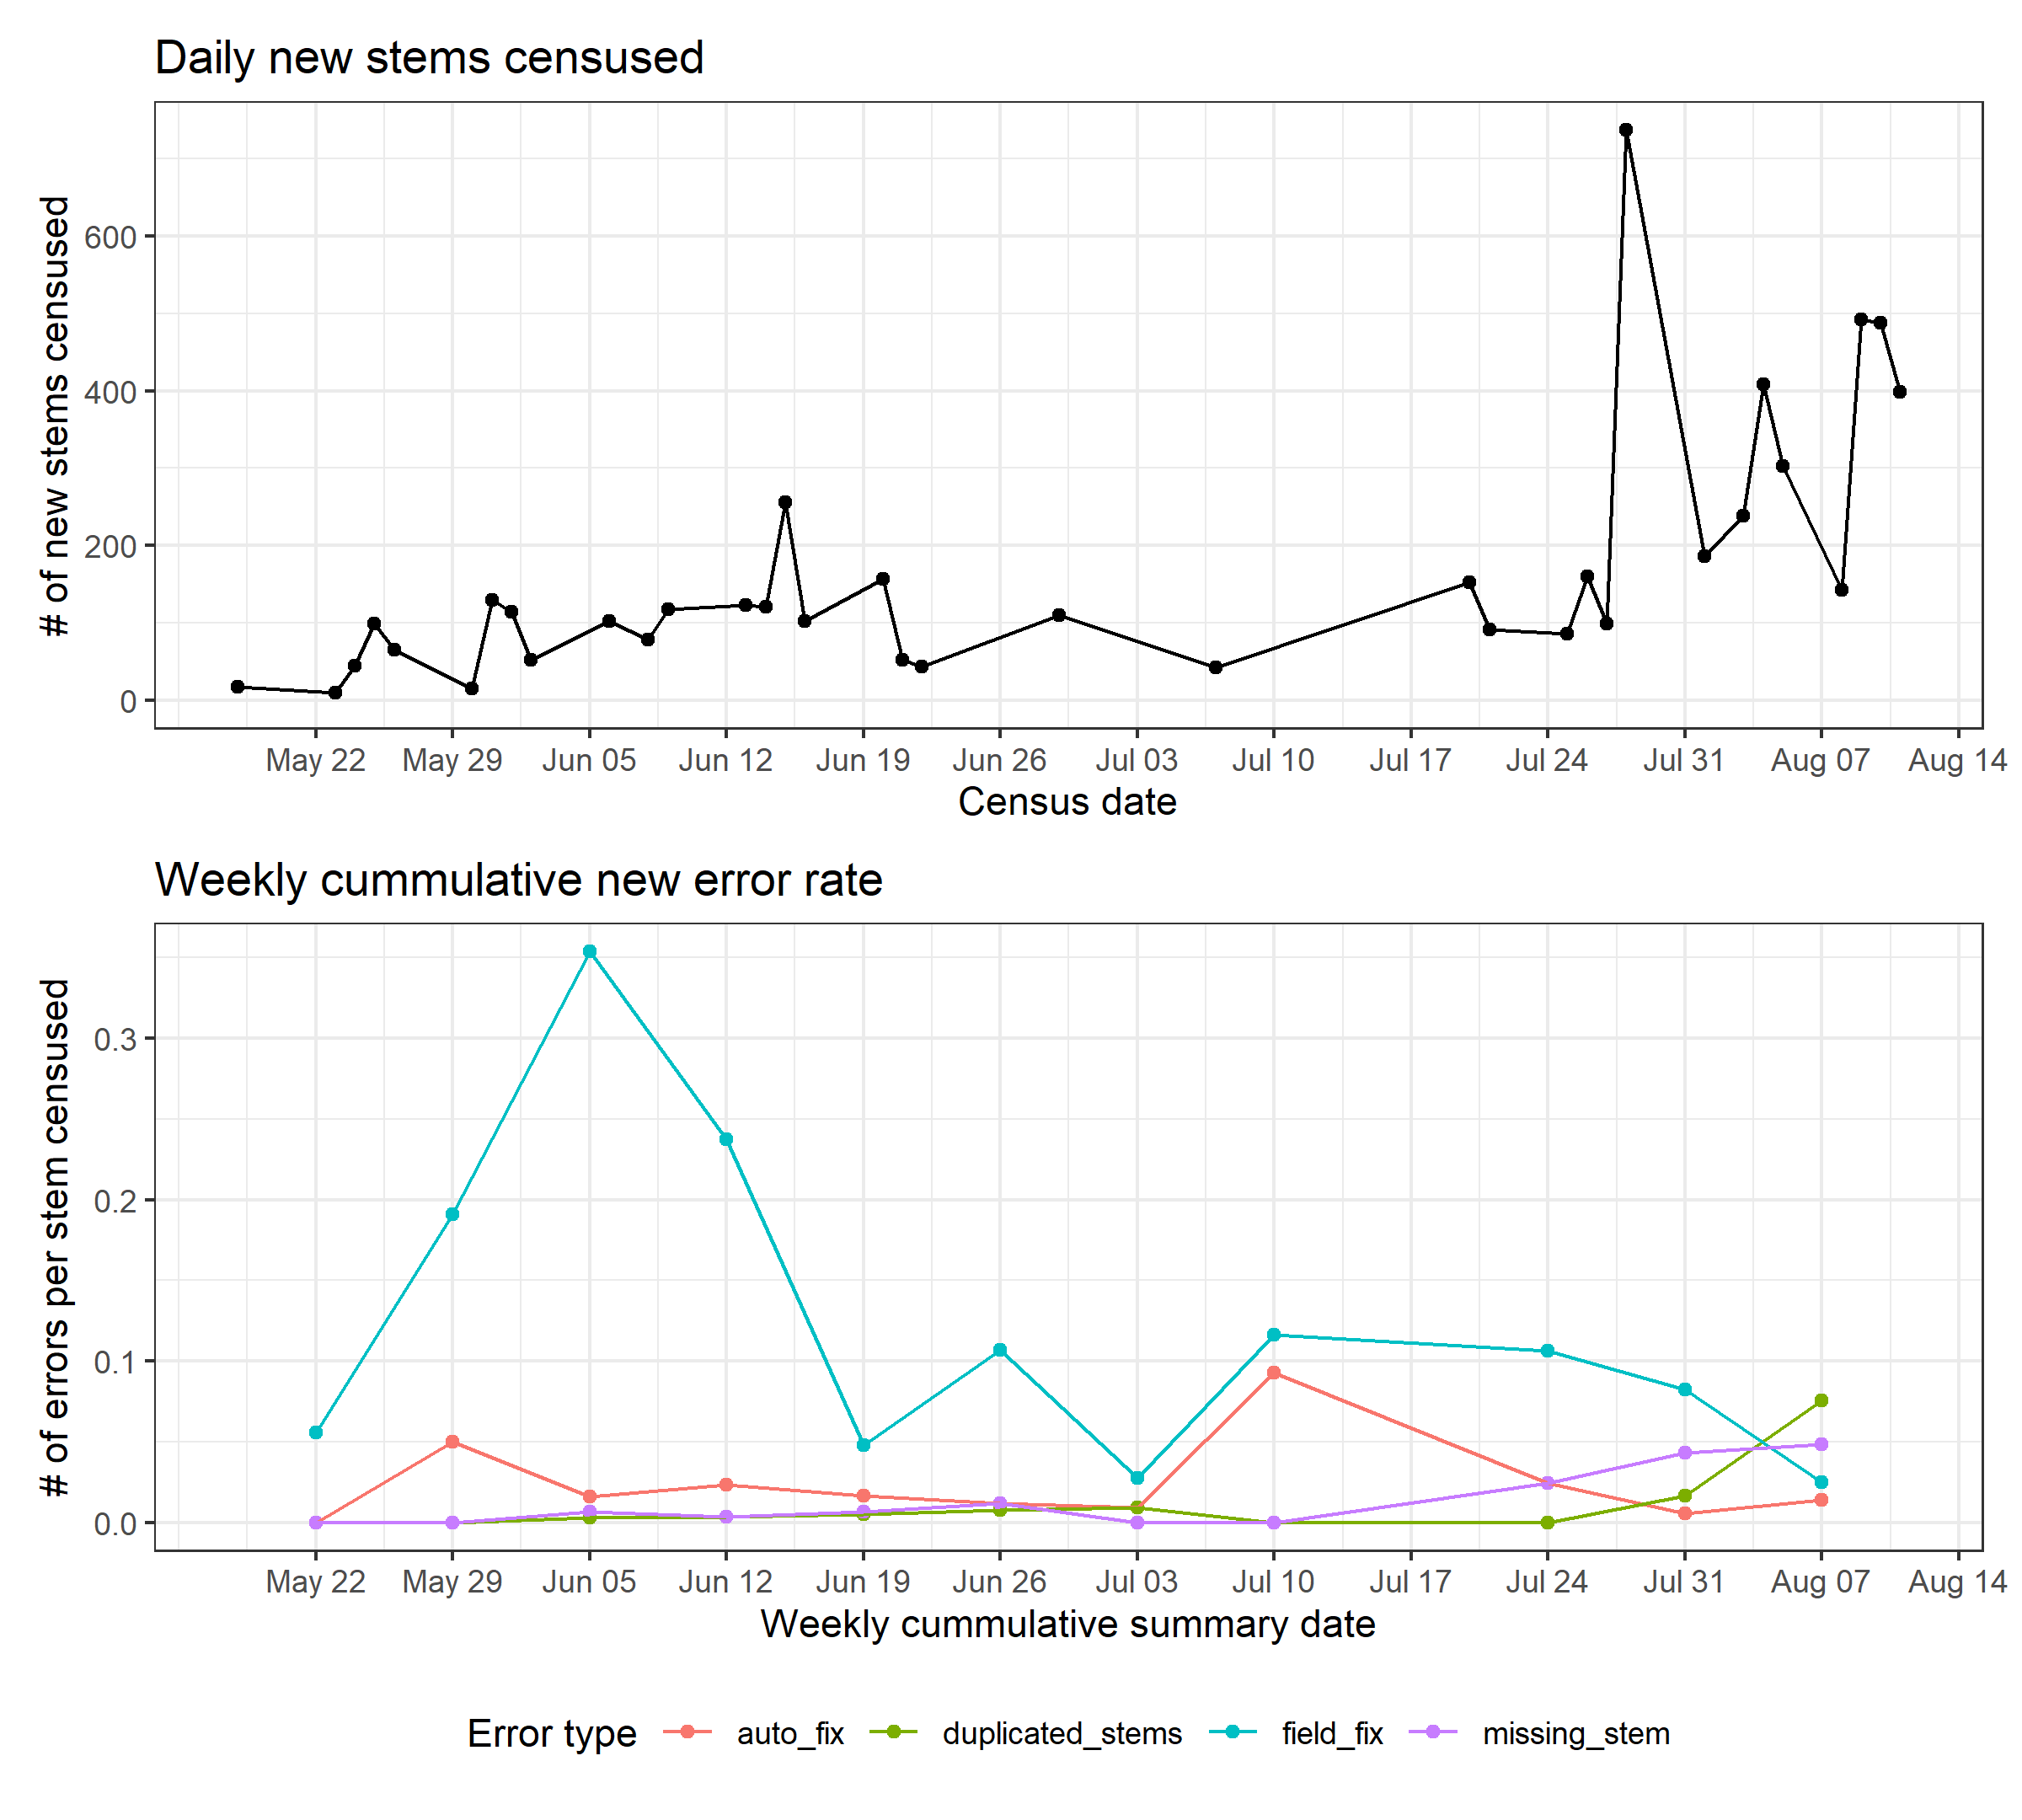 Daily new stems censused
# of new stems censused
600
400
200
0
May 22 May 29 Jun 05 Jun 12 Jun 19 Jun 26 Jul 03 Jul 10 Jul 17 Jul 24 Jul 31 Aug 07 Aug 14
Census date
Weekly cummulative new error rate
# of errors per stem censused
0.3
0.2
0.1
0.0
May 22 May 29 Jun 05 Jun 12 Jun 19 Jun 26 Jul 03 Jul 10 Jul 17 Jul 24 Jul 31 Aug 07 Aug 14
Weekly cummulative summary date
Error type auto_fix duplicated_stems field_fix missing_stem